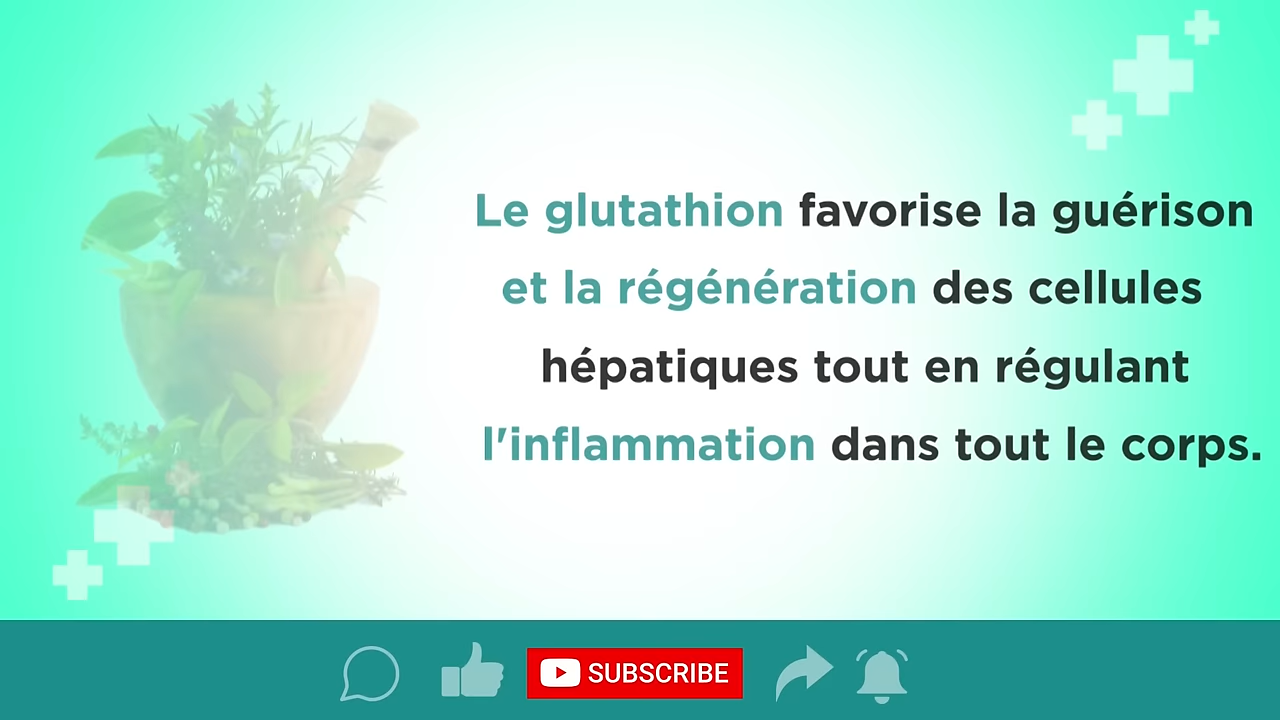 Le glutathion favorise la guérison
et la régénération des cellules
hépatiques tout en régulant
l'inflammation dans tout le corps.
SUBSCRIBE